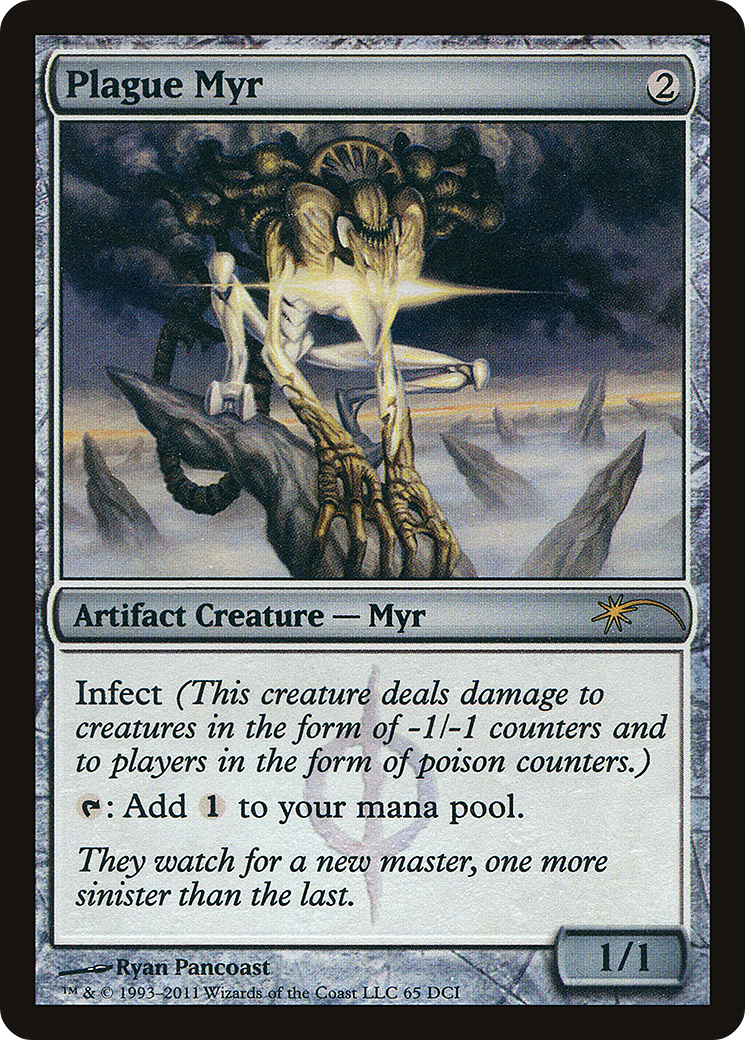 Plague Myr
2
Artifact Creature — Myr
Infect (This creature deals damage to
creatures in the form of -1/-1 counters and
to players in the form of poison counters.)
: Add 1 to your mana pool.
They watch for a new master, one more
sinister than the last.
1/1
Ryan Pancoast
™ & © 1993–2011 Wizards of the Coast LLC 65 DCI